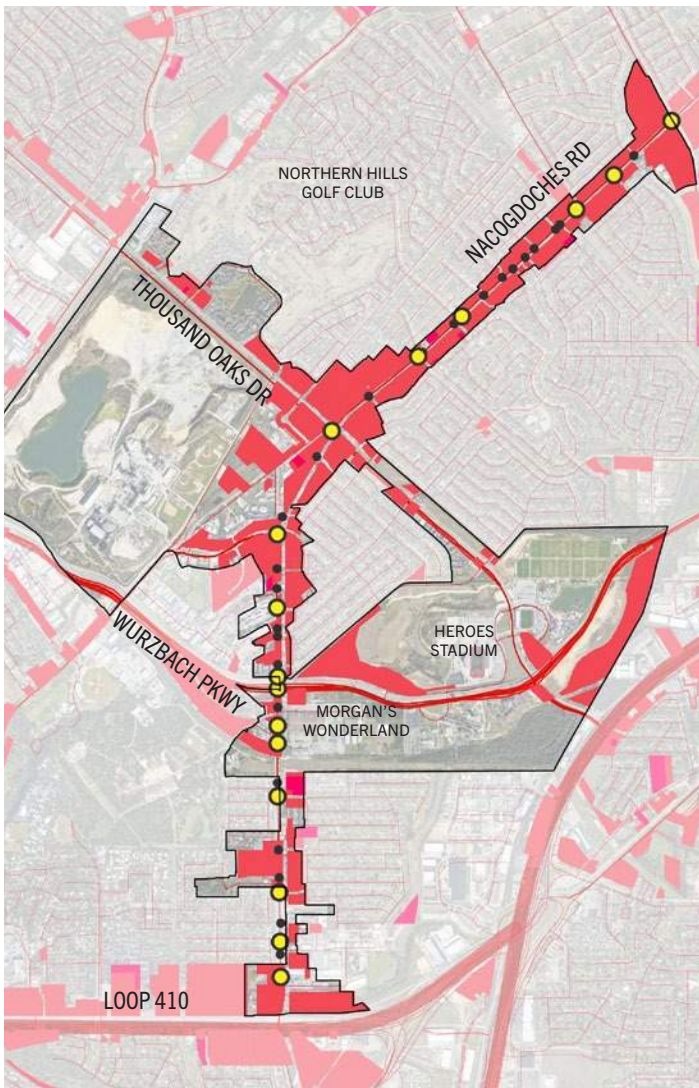 NORTHERN HILLS
GOLF CLUB
NACOGDOCHES RD
THOUSAND OAKS DR
HEROES
STADIUM
WURZBACH PKWY
MORGAN'S
WONDERLAND
LOOP 410